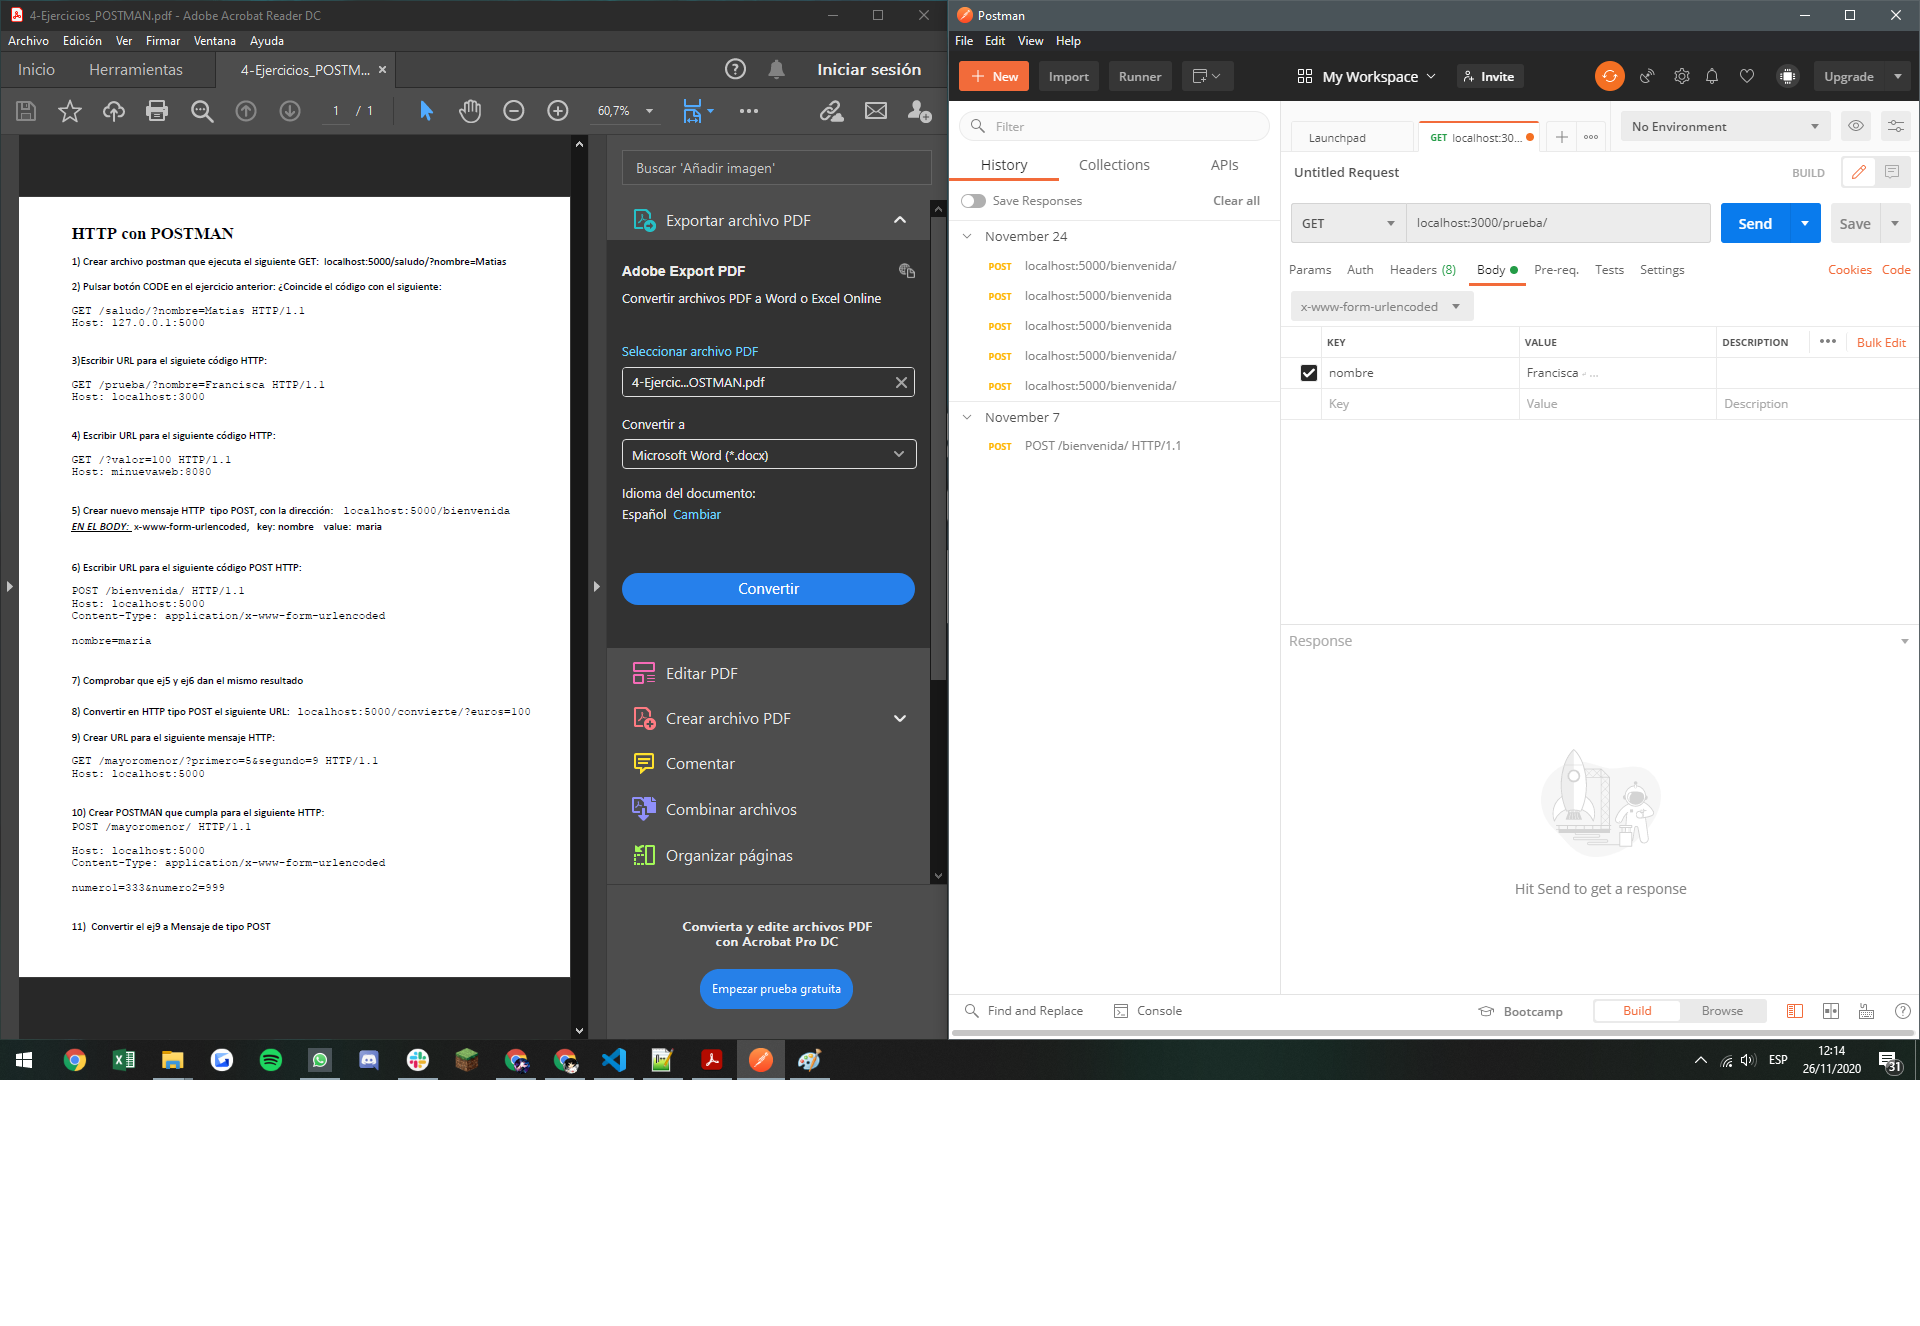 4-Ejercicios_POSTMAN.pdf - Adobe Acrobat Reader DC
Archivo Edición Ver Firmar Ventana Ayuda
Inicio Herramientas 4-Ejercicios_POSTM... Iniciar sesión
1 / 1 60,7%
HTTP con POSTMAN
1) Crear archivo postman que ejecuta el siguiente GET: localhost:5000/saludo/?nombre=Matias
2) Pulsar botón CODE en el ejercicio anterior: ¿Coincide el código con el siguiente:
GET /saludo/?nombre=Matias HTTP/1.1
Host: 127.0.0.1:5000
3)Escribir URL para el siguiete código HTTP:
GET /prueba/?nombre=Francisca HTTP/1.1
Host: localhost:3000
4) Escribir URL para el siguiente código HTTP:
GET /?valor=100 HTTP/1.1
Host: minuevaweb:8080
5) Crear nuevo mensaje HTTP tipo POST, con la dirección: localhost:5000/bienvenida
EN EL BODY: x-www-form-urlencoded, key: nombre value: maria
6) Escribir URL para el siguiente código POST HTTP:
POST /bienvenida/ HTTP/1.1
Host: localhost:5000
Content-Type: application/x-www-form-urlencoded
nombre=maria
7) Comprobar que ej5 y ej6 dan el mismo resultado
8) Convertir en HTTP tipo POST el siguiente URL: localhost:5000/convierte/?euros=100
9) Crear URL para el siguiente mensaje HTTP:
GET /mayoromenor/?primero=5&segundo=9 HTTP/1.1
Host: localhost:5000
10) Crear POSTMAN que cumpla para el siguiente HTTP:
POST /mayoromenor/ HTTP/1.1
Host: localhost:5000
Content-Type: application/x-www-form-urlencoded
numero1=333&numero2=999
11) Convertir el ej9 a Mensaje de tipo POST
Buscar 'Añadir imagen'
Exportar archivo PDF
Adobe Export PDF
Convertir archivos PDF a Word o Excel Online
Seleccionar archivo PDF
4-Ejercic...OSTMAN.pdf
Convertir a
Microsoft Word (*.docx)
Idioma del documento:
Español Cambiar
Convertir
Editar PDF
Crear archivo PDF
Comentar
Combinar archivos
Organizar páginas
Convierta y edite archivos PDF
con Acrobat Pro DC
Empezar prueba gratuita
Postman
File Edit View Help
New Import Runner My Workspace Invite Upgrade
Filter
History Collections APIs
Save Responses Clear all
November 24
POST localhost:5000/bienvenida/
POST localhost:5000/bienvenida
POST localhost:5000/bienvenida
POST localhost:5000/bienvenida/
POST localhost:5000/bienvenida/
November 7
POST POST /bienvenida/ HTTP/1.1
Launchpad GET localhost:30... No Environment
Untitled Request BUILD
GET localhost:3000/prueba/ Send Save
Params Auth Headers (8) Body Pre-req. Tests Settings Cookies Code
x-www-form-urlencoded
KEY VALUE DESCRIPTION Bulk Edit
nombre Francisca
Key Value Description
Response
Hit Send to get a response
Find and Replace Console Bootcamp Build Browse
ESP 12:14
26/11/2020 31